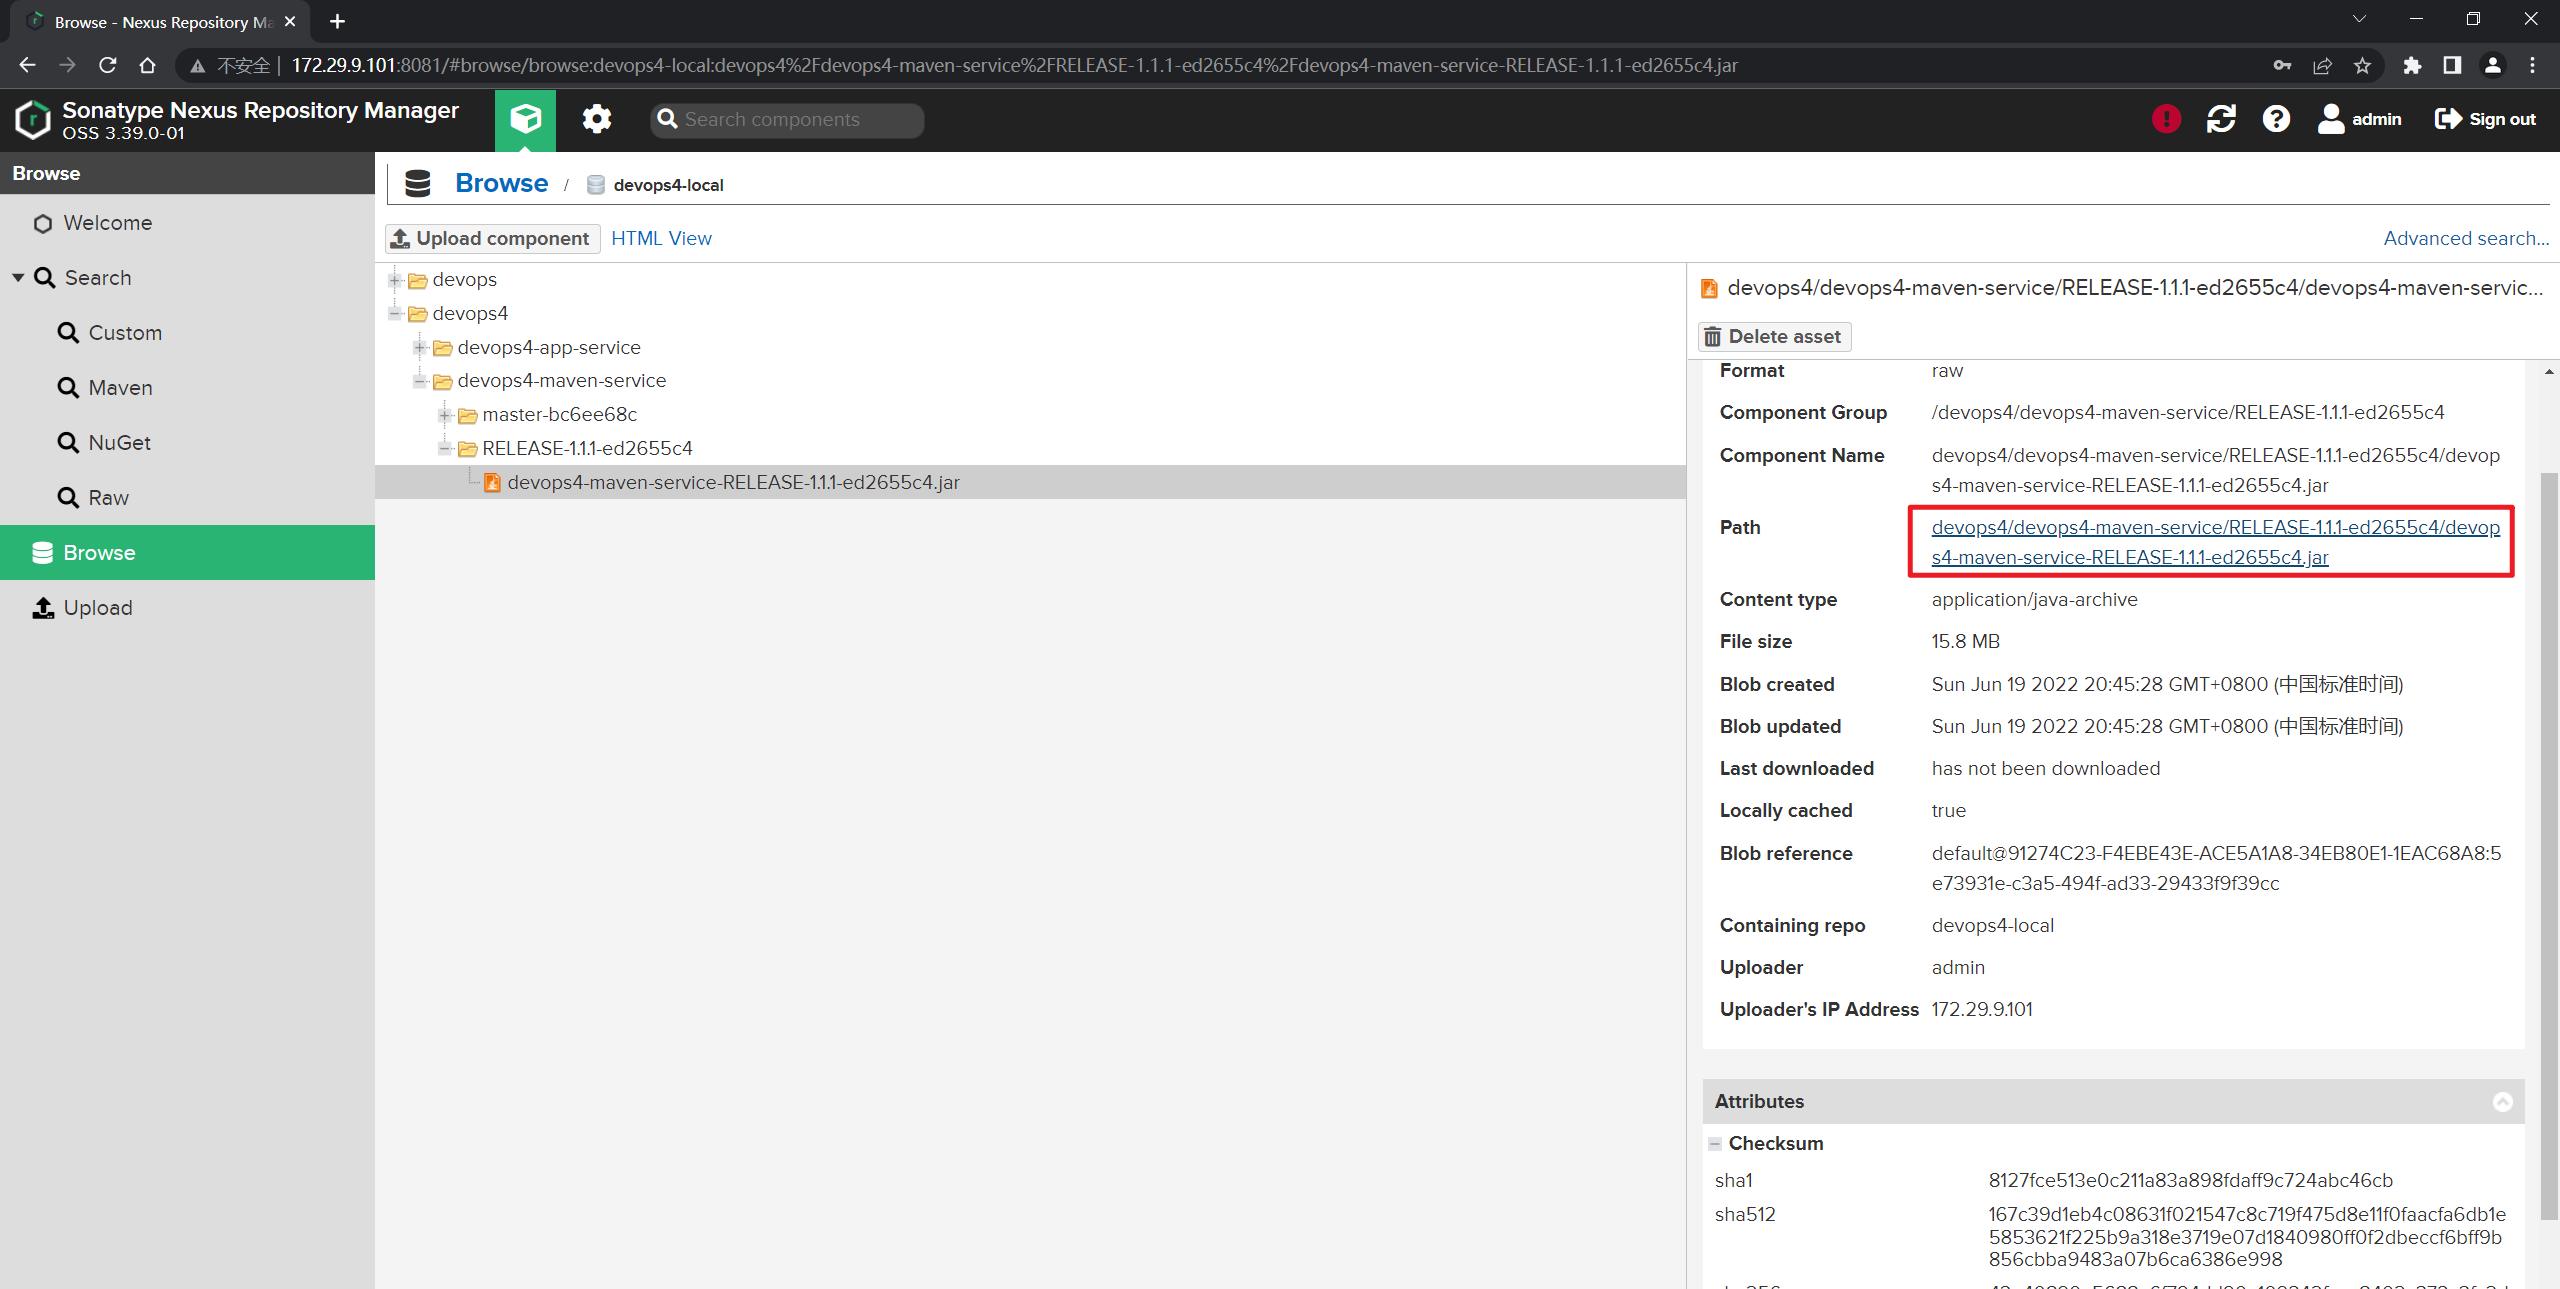 Browse - Nexus Repository Ma
不安全 | 172.29.9.101:8081/#browse/browse:devops4-local:devops4%2Fdevops4-maven-service%2FRELEASE-1.1.1-ed2655c4%2Fdevops4-maven-service-RELEASE-1.1.1-ed2655c4.jar
Sonatype Nexus Repository Manager
OSS 3.39.0-01
Search components
admin
Sign out
Browse
Welcome
Search
Custom
Maven
NuGet
Raw
Browse
Upload
Browse / devops4-local
Upload component
HTML View
Advanced search...
devops
devops4
devops4-app-service
devops4-maven-service
master-bc6ee68c
RELEASE-1.1.1-ed2655c4
devops4-maven-service-RELEASE-1.1.1-ed2655c4.jar
devops4/devops4-maven-service/RELEASE-1.1.1-ed2655c4/devops4-maven-servic...
Delete asset
Format raw
Component Group /devops4/devops4-maven-service/RELEASE-1.1.1-ed2655c4
Component Name devops4/devops4-maven-service/RELEASE-1.1.1-ed2655c4/devop
s4-maven-service-RELEASE-1.1.1-ed2655c4.jar
Path devops4/devops4-maven-service/RELEASE-1.1.1-ed2655c4/devop
s4-maven-service-RELEASE-1.1.1-ed2655c4.jar
Content type application/java-archive
File size 15.8 MB
Blob created Sun Jun 19 2022 20:45:28 GMT+0800 (中国标准时间)
Blob updated Sun Jun 19 2022 20:45:28 GMT+0800 (中国标准时间)
Last downloaded has not been downloaded
Locally cached true
Blob reference default@91274C23-F4EBE43E-ACE5A1A8-34EB80E1-1EAC68A8:5
e73931e-c3a5-494f-ad33-29433f9f39cc
Containing repo devops4-local
Uploader admin
Uploader's IP Address 172.29.9.101
Attributes
Checksum
sha1 8127fce513e0c211a83a898fdaff9c724abc46cb
sha512 167c39d1eb4c08631f021547c8c719f475d8e11f0faacfa6db1e
5853621f225b9a318e3719e07d1840980ff0f2dbeccf6bff9b
856cbba9483a07b6ca6386e998